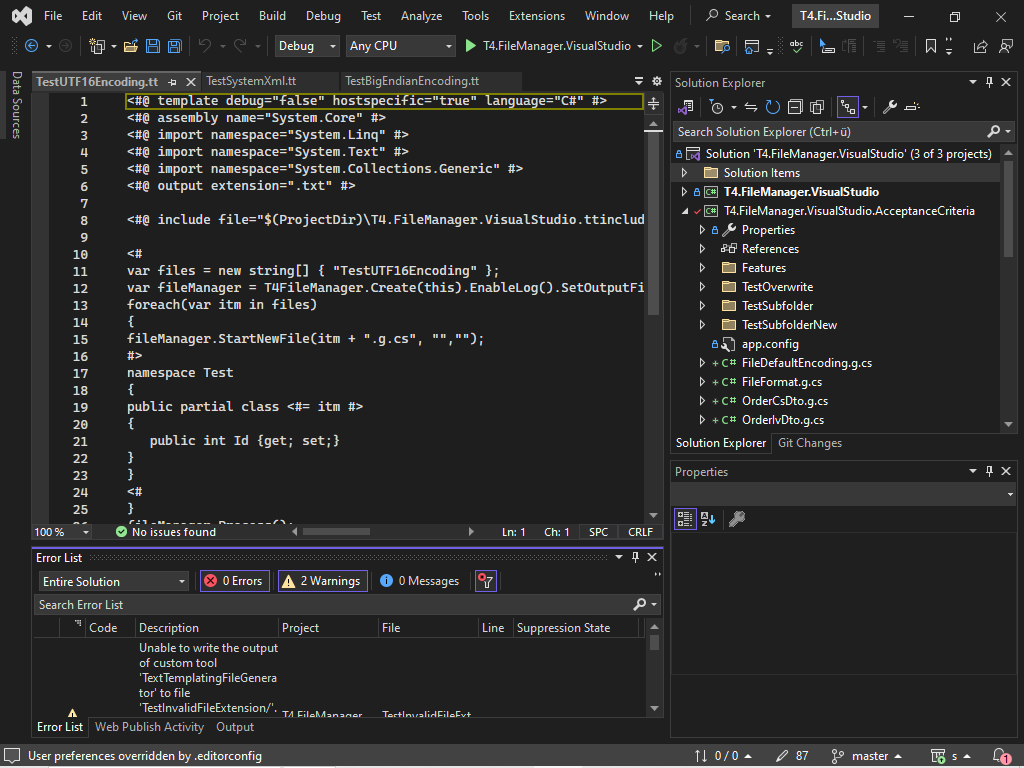 File Edit View Git Project Build Debug Test Analyze Tools Extensions Window Help Search T4.Fi...Studio
Debug Any CPU T4.FileManager.VisualStudio
Data Sources
TestUTF16Encoding.tt TestSystemXml.tt TestBigEndianEncoding.tt
1 <#@ template debug="false" hostspecific="true" language="C#" #>
2 <#@ assembly name="System.Core" #>
3 <#@ import namespace="System.Linq" #>
4 <#@ import namespace="System.Text" #>
5 <#@ import namespace="System.Collections.Generic" #>
6 <#@ output extension=".txt" #>
7
8 <#@ include file="$(ProjectDir)\T4.FileManager.VisualStudio.ttinclud
9
10 <#
11 var files = new string[] { "TestUTF16Encoding" };
12 var fileManager = T4FileManager.Create(this).EnableLog().SetOutputFi
13 foreach(var itm in files)
14 {
15 fileManager.StartNewFile(itm + ".g.cs", "","");
16 #>
17 namespace Test
18 {
19 public partial class <#= itm #>
20 {
21 public int Id {get; set;}
22 }
23 }
24 <#
25 }
26 fileManager.Process();
100 % No issues found Ln: 1 Ch: 1 SPC CRLF
Error List
Entire Solution 0 Errors 2 Warnings 0 Messages
Search Error List
Code Description Project File Line Suppression State
Unable to write the output
of custom tool
'TextTemplatingFileGenera
tor' to file
'TestInvalidFileExtension/'.
T4.FileManager TestInvalidFileExt
Error List Web Publish Activity Output
Solution Explorer
Search Solution Explorer (Ctrl+ü)
Solution 'T4.FileManager.VisualStudio' (3 of 3 projects)
Solution Items
C# T4.FileManager.VisualStudio
C# T4.FileManager.VisualStudio.AcceptanceCriteria
Properties
References
Features
TestOverwrite
TestSubfolder
TestSubfolderNew
app.config
+ C# FileDefaultEncoding.g.cs
+ C# FileFormat.g.cs
+ C# OrderCsDto.g.cs
+ C# OrderIvDto.g.cs
Solution Explorer Git Changes
Properties
User preferences overridden by .editorconfig 0 / 0 87 master s 1